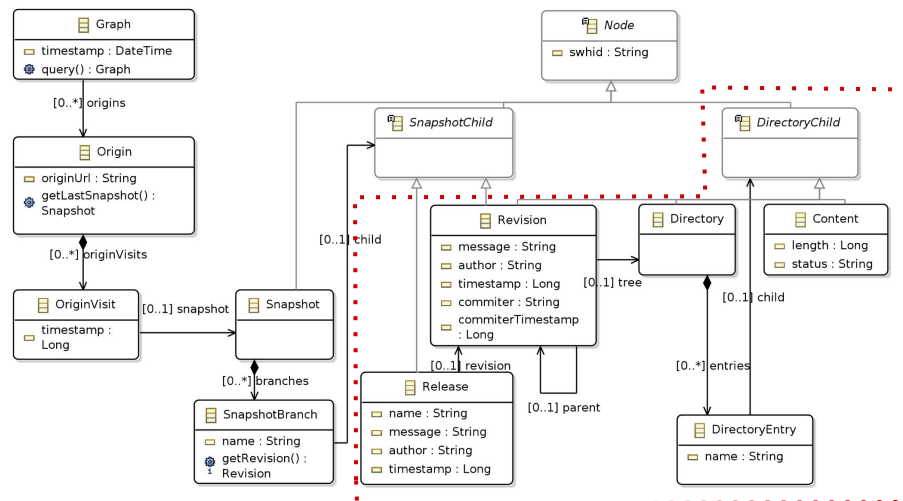 Graph
timestamp : DateTime
query() : Graph
[0..*] origins
Origin
originUrl : String
getLastSnapshot() :
Snapshot
[0..*] originVisits
OriginVisit
timestamp :
Long
[0..1] snapshot
Snapshot
[0..*] branches
SnapshotBranch
name : String
getRevision() :
Revision
Node
swhid : String
SnapshotChild
DirectoryChild
[0..1] child
Revision
message : String
author : String
timestamp : Long
commiter : String
commiterTimestamp
: Long
[0..1] tree
Directory
Content
length : Long
status : String
[0..1] child
[0..1] revision
[0..*] entries
Release
name : String
message : String
author : String
timestamp : Long
[0..1] parent
DirectoryEntry
name : String